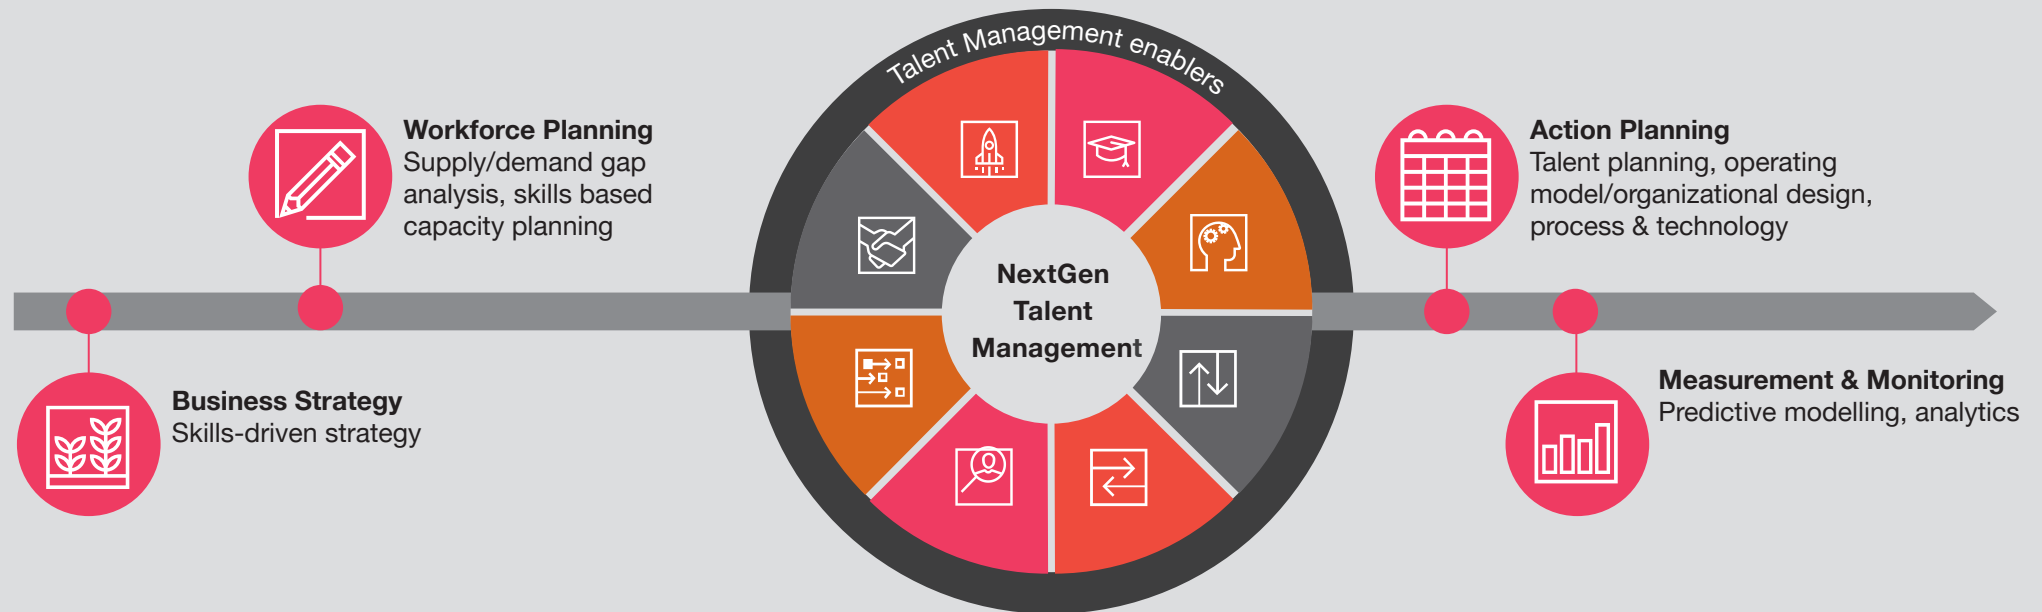 Talent Management enablers
Workforce Planning
Supply/demand gap
analysis, skills based
capacity planning
Business Strategy
Skills-driven strategy
NextGen
Talent
Management
Action Planning
Talent planning, operating
model/organizational design,
process & technology
Measurement & Monitoring
Predictive modelling, analytics